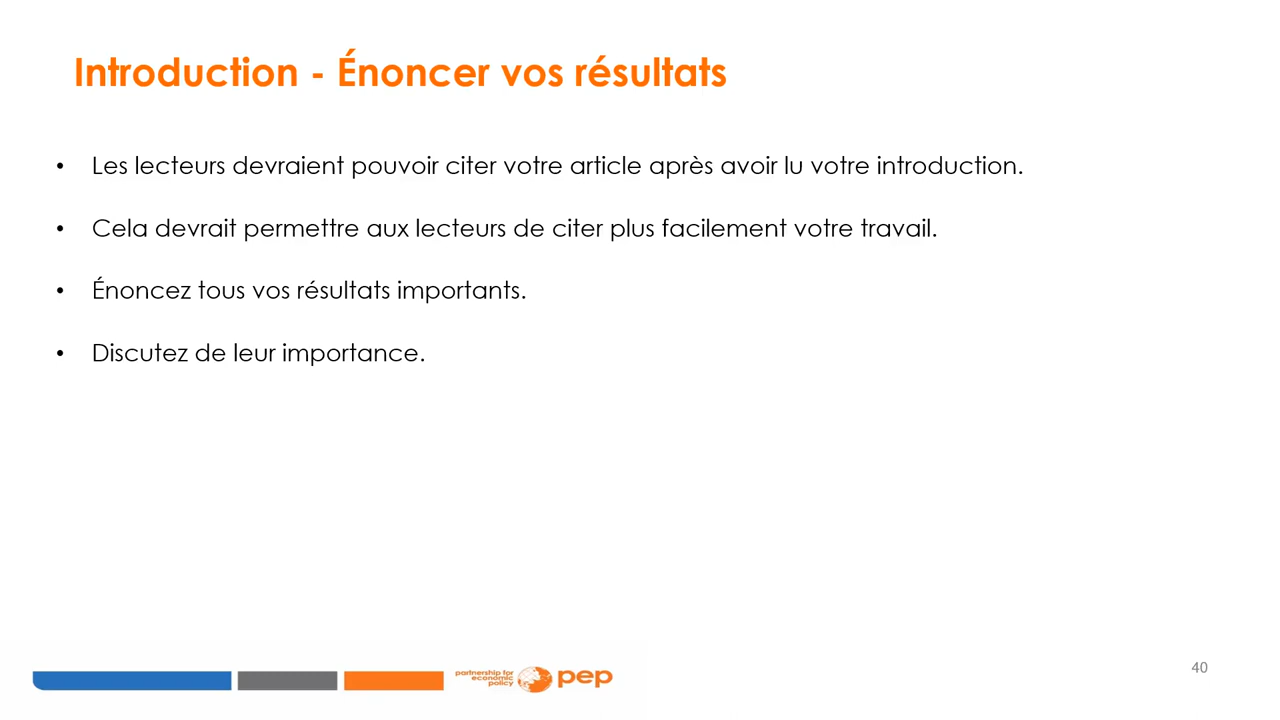 Introduction - Énoncer vos résultats
• Les lecteurs devraient pouvoir citer votre article après avoir lu votre introduction.
• Cela devrait permettre aux lecteurs de citer plus facilement votre travail.
• Énoncez tous vos résultats importants.
• Discutez de leur importance.
partnership for
economic
policy
pep
40